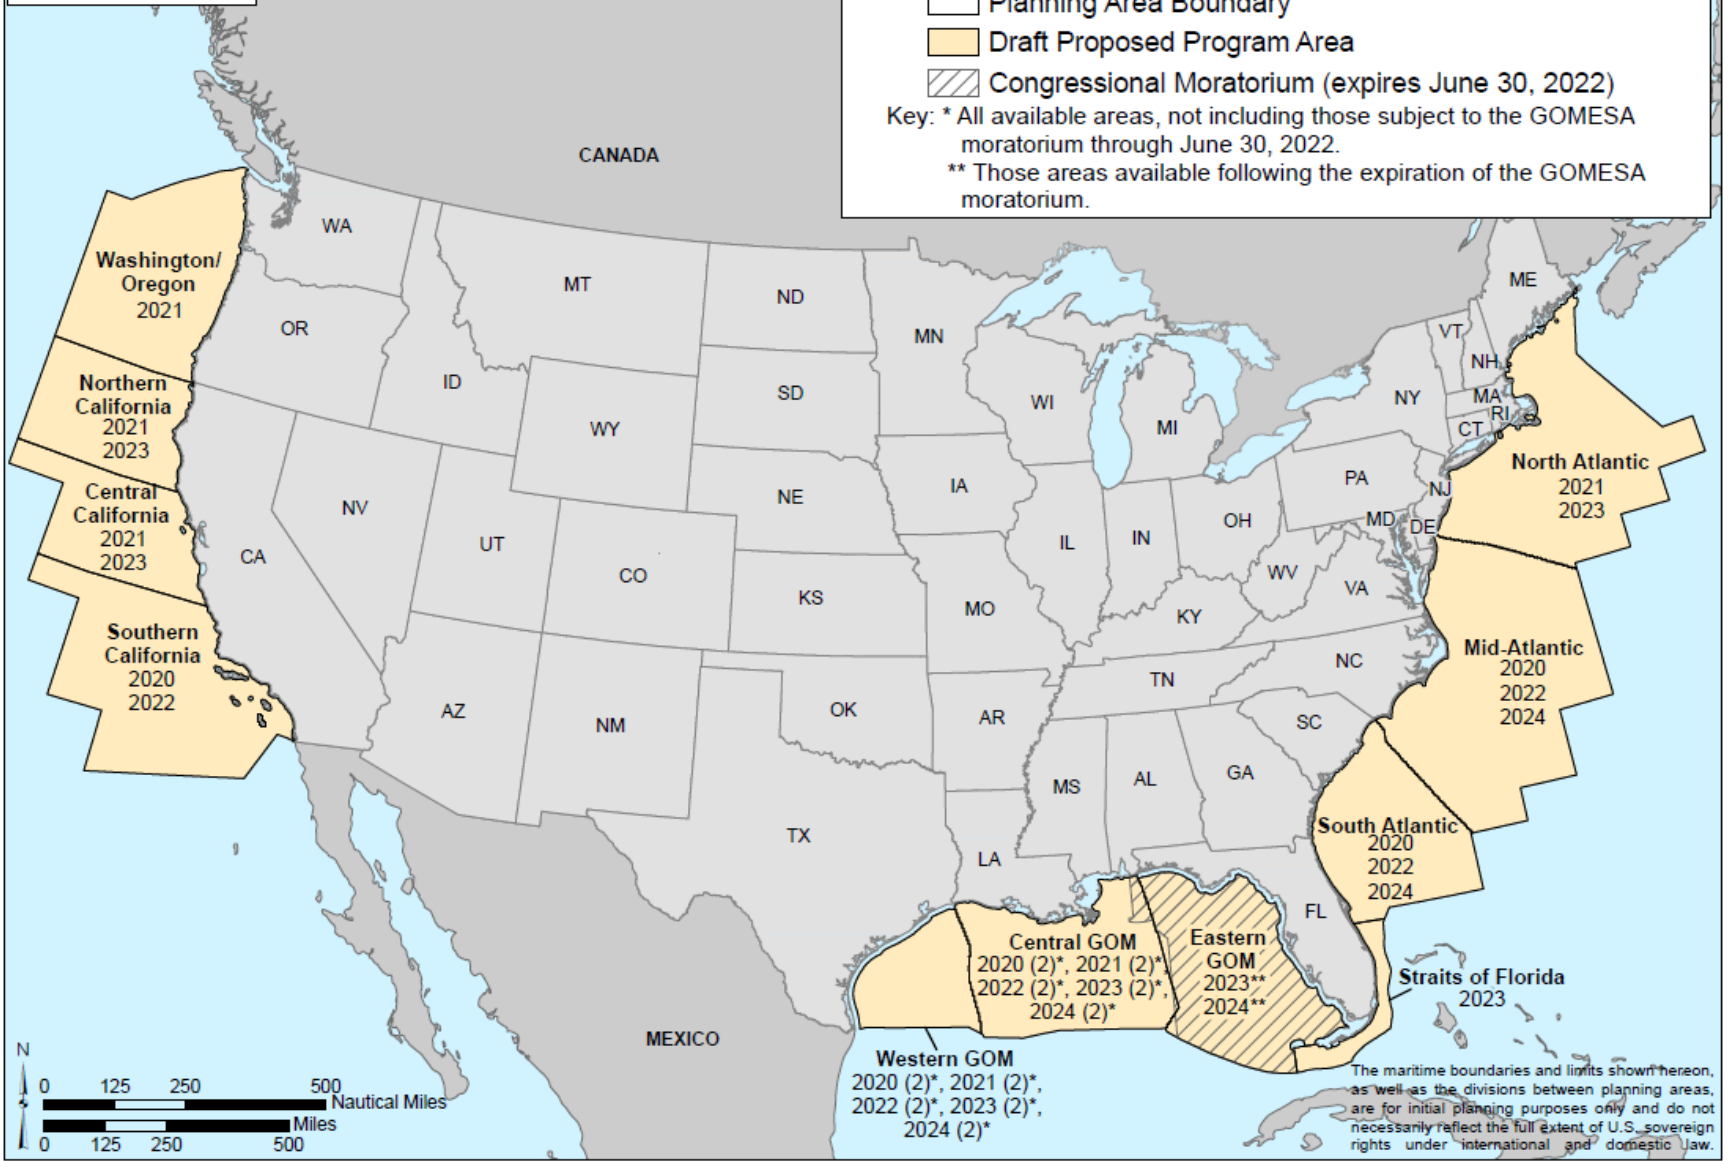 Planning Area Boundary
Draft Proposed Program Area
Congressional Moratorium (expires June 30, 2022)
Key: * All available areas, not including those subject to the GOMESA
moratorium through June 30, 2022.
** Those areas available following the expiration of the GOMESA
moratorium.
CANADA
WA
MT
ND
MN
ME
VT
NH
OR
ID
SD
WI
MI
NY
MA
RI
CT
WY
IA
PA
NJ
NE
NV
UT
CO
CA
IL
IN
OH
MD
DE
WV
VA
KS
MO
KY
NC
TN
AZ
NM
OK
AR
SC
MS
AL
GA
TX
LA
FL
MEXICO
Washington/
Oregon
2021
Northern
California
2021
2023
Central
California
2021
2023
Southern
California
2020
2022
North Atlantic
2021
2023
Mid-Atlantic
2020
2022
2024
South Atlantic
2020
2022
2024
Straits of Florida
2023
Eastern
GOM
2023**
2024**
Central GOM
2020 (2)*, 2021 (2)*,
2022 (2)*, 2023 (2)*,
2024 (2)*
Western GOM
2020 (2)*, 2021 (2)*,
2022 (2)*, 2023 (2)*,
2024 (2)*
N
0 125 250 500
Nautical Miles
Miles
0 125 250 500
The maritime boundaries and limits shown hereon,
as well as the divisions between planning areas,
are for initial planning purposes only and do not
necessarily reflect the full extent of U.S. sovereign
rights under international and domestic law.